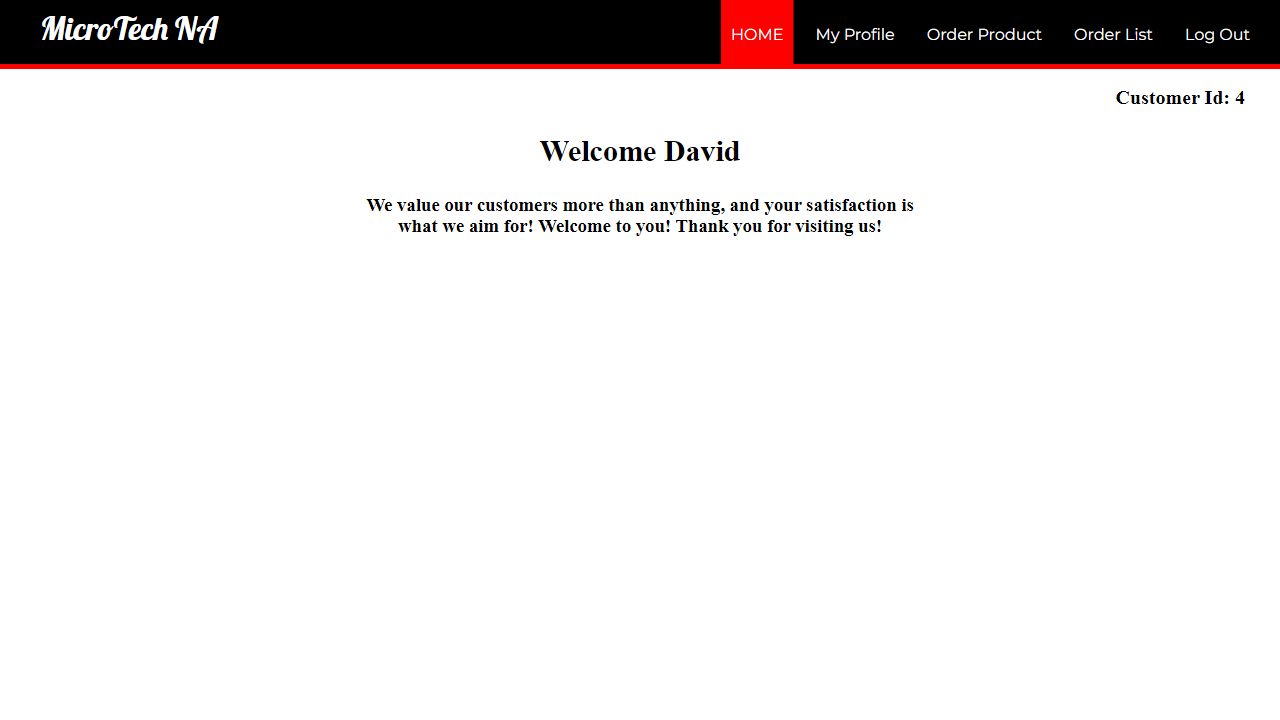 MicroTech NA
HOME
My Profile
Order Product
Order List
Log Out
Customer Id: 4
Welcome David
We value our customers more than anything, and your satisfaction is
what we aim for! Welcome to you! Thank you for visiting us!